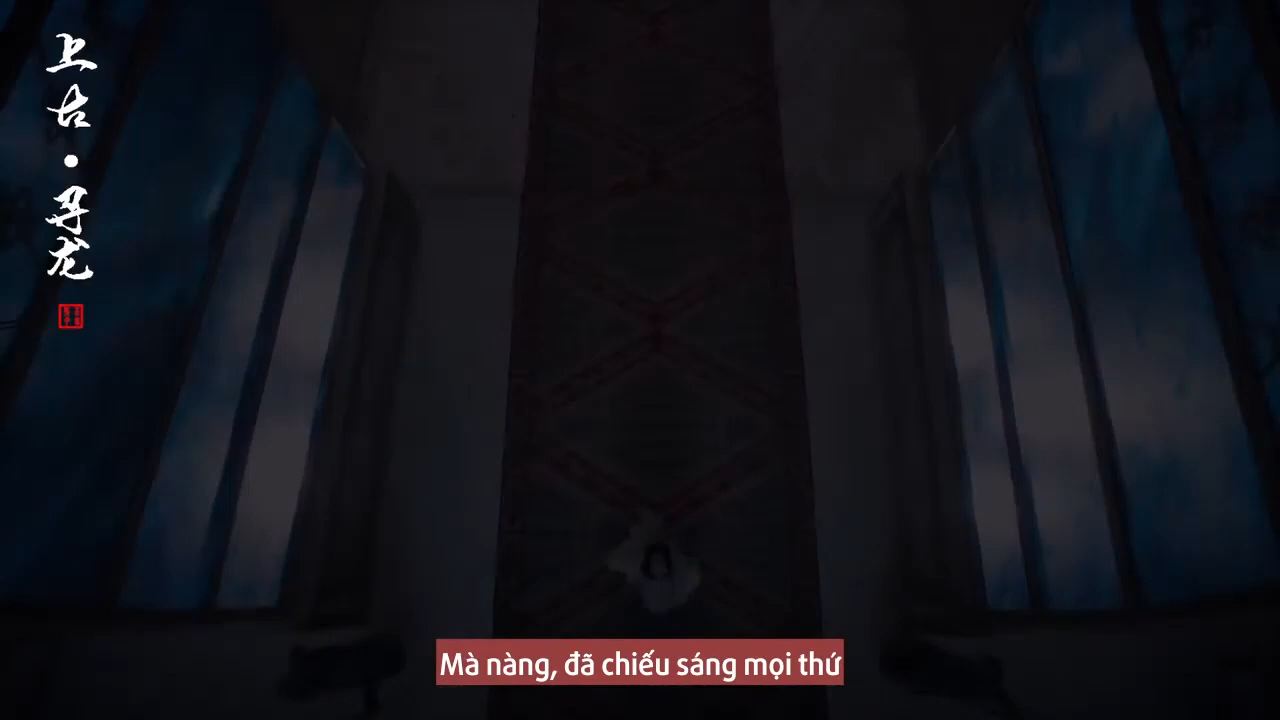 上古·寻龙
Mà nàng, đã chiếu sáng mọi thứ